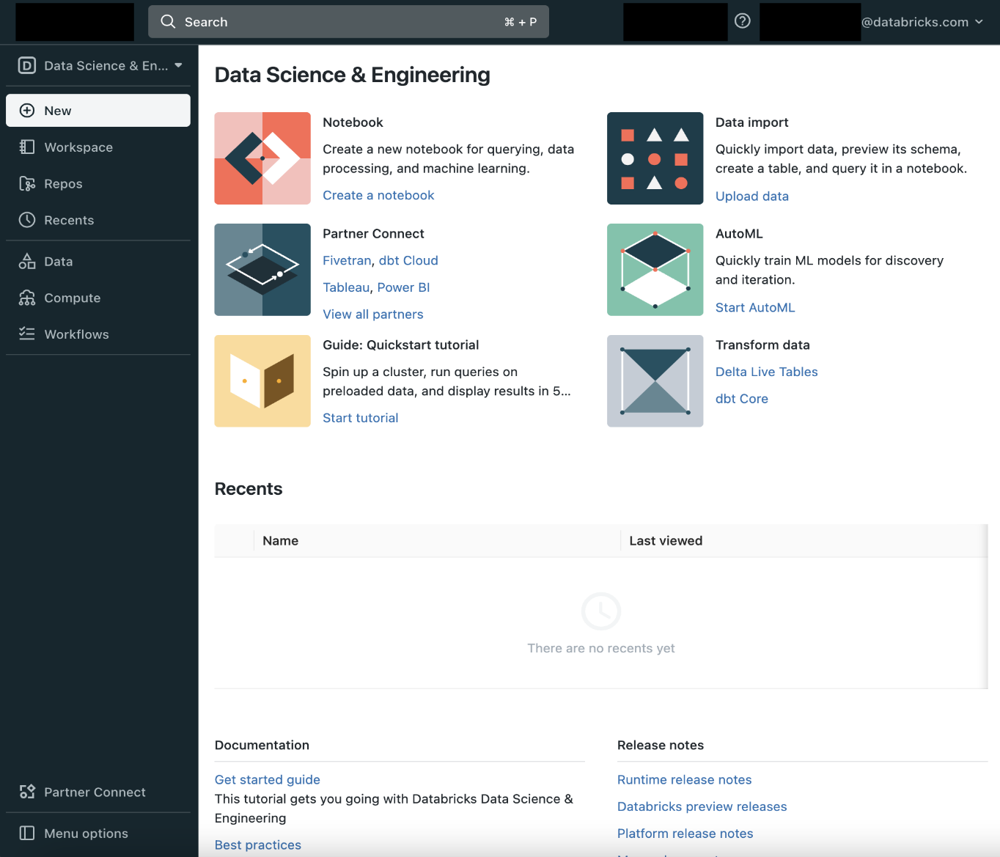 Search
⌘ + P
@databricks.com
D
Data Science & En...
New
Workspace
Repos
Recents
Data
Compute
Workflows
Partner Connect
Menu options
Data Science & Engineering
Notebook
Create a new notebook for querying, data
processing, and machine learning.
Create a notebook
Data import
Quickly import data, preview its schema,
create a table, and query it in a notebook.
Upload data
Partner Connect
Fivetran, dbt Cloud
Tableau, Power BI
View all partners
AutoML
Quickly train ML models for discovery
and iteration.
Start AutoML
Guide: Quickstart tutorial
Spin up a cluster, run queries on
preloaded data, and display results in 5...
Start tutorial
Transform data
Delta Live Tables
dbt Core
Recents
Name
Last viewed
There are no recents yet
Documentation
Get started guide
This tutorial gets you going with Databricks Data Science &
Engineering
Best practices
Release notes
Runtime release notes
Databricks preview releases
Platform release notes